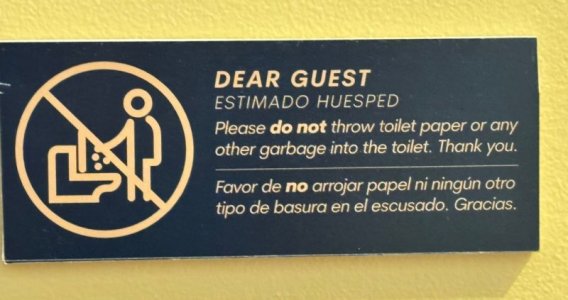 DEAR GUEST
ESTIMADO HUESPED
Please do not throw toilet paper or any
other garbage into the toilet. Thank you.
Favor de no arrojar papel ni ningún otro
tipo de basura en el escusado. Gracias.